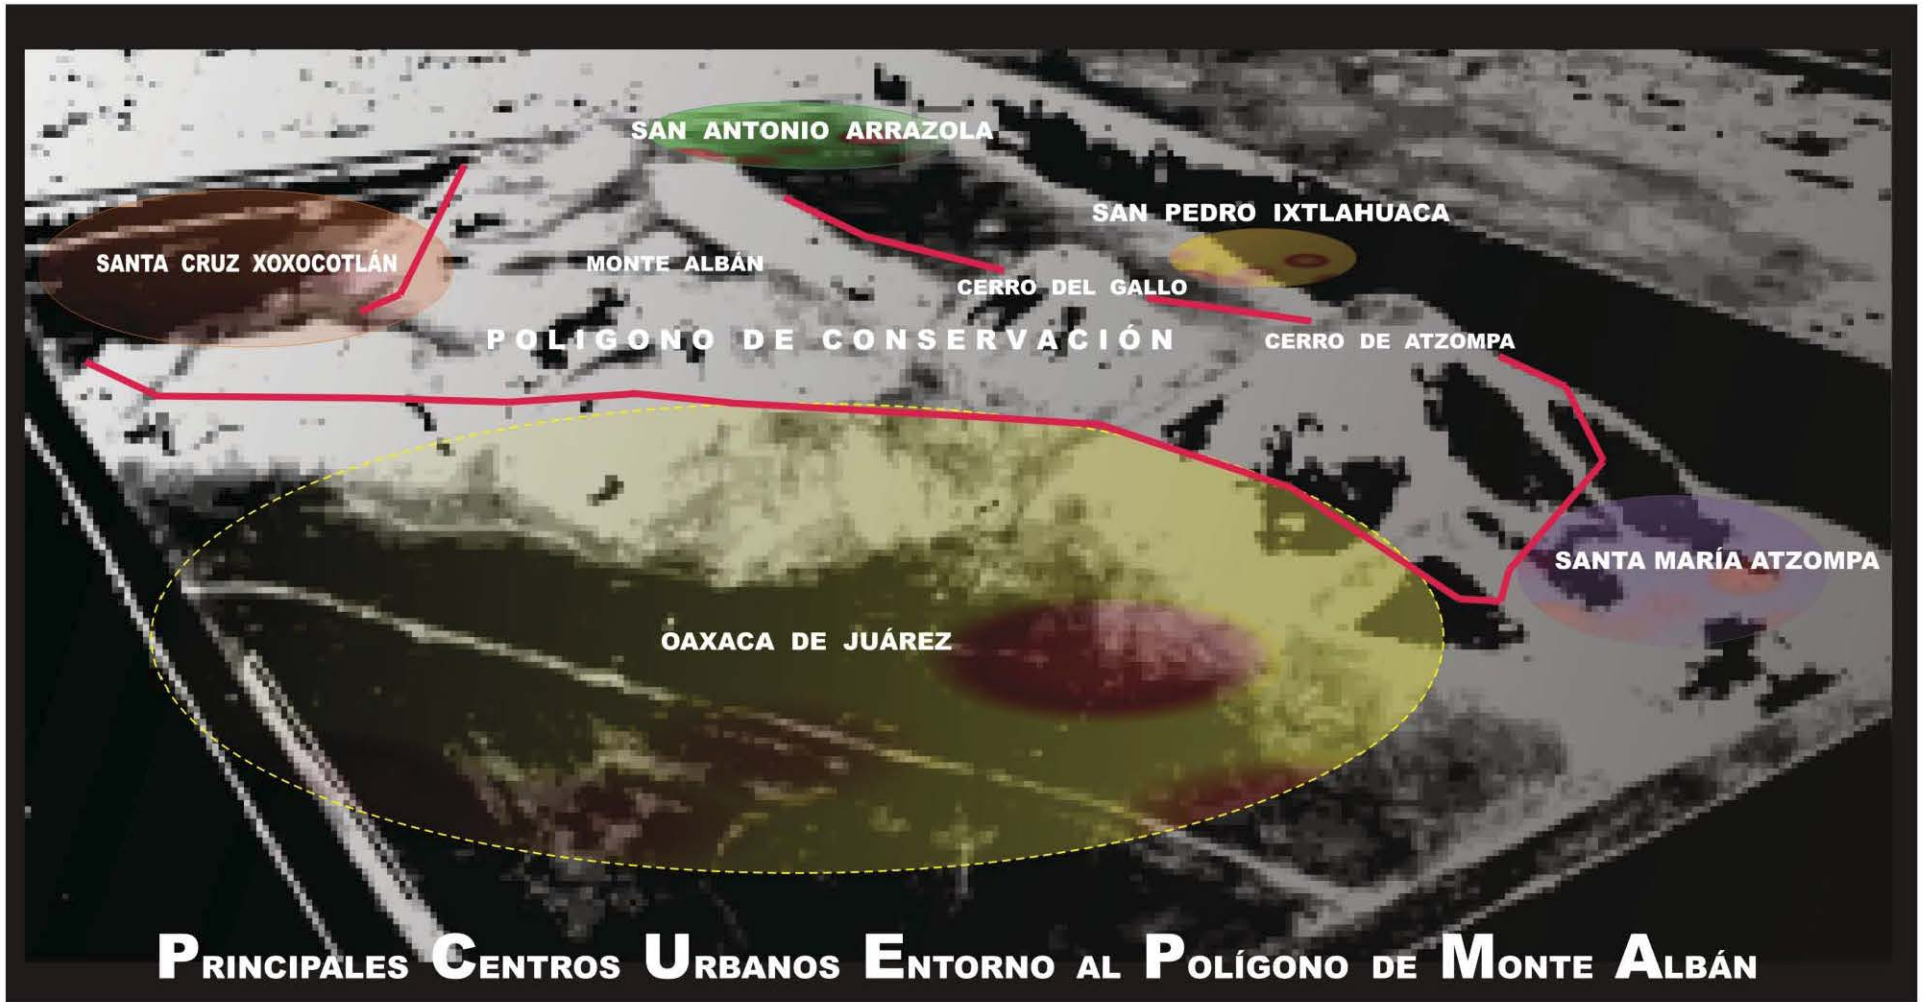 SAN ANTONIO ARRAZOLA
SAN PEDRO IXTLAHUACA
SANTA CRUZ XOXOCOTLÁN
MONTE ALBÁN
CERRO DEL GALLO
POLIGONO DE CONSERVACIÓN
CERRO DE ATZOMPA
SANTA MARÍA ATZOMPA
OAXACA DE JUÁREZ
PRINCIPALES CENTROS URBANOS ENTORNO AL POLÍGONO DE MONTE ALBÁN